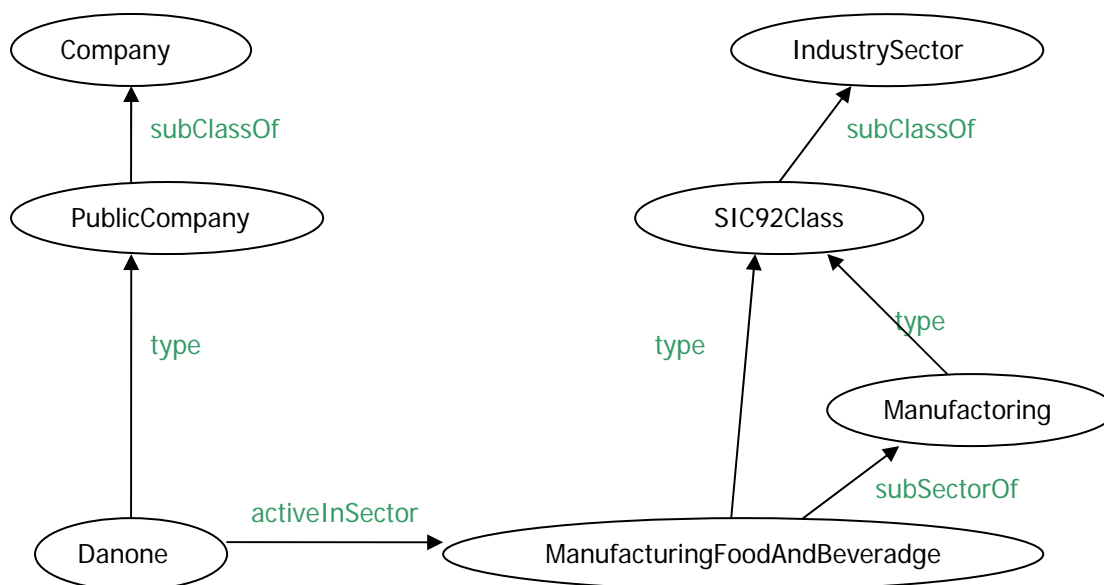 Company
IndustrySector
subClassOf
subClassOf
PublicCompany
SIC92Class
type
type
type
Manufactoring
subSectorOf
activeInSector
Danone
ManufacturingFoodAndBeveradge